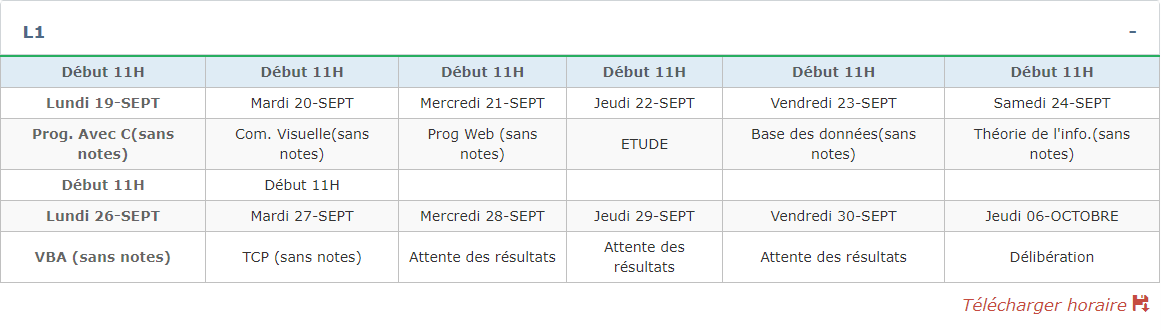 L1
-
Début 11H Début 11H Début 11H Début 11H Début 11H Début 11H
Lundi 19-SEPT Mardi 20-SEPT Mercredi 21-SEPT Jeudi 22-SEPT Vendredi 23-SEPT Samedi 24-SEPT
Prog. Avec C(sans Com. Visuelle(sans Prog Web (sans ETUDE Base des données(sans Théorie de l'info.(sans
notes) notes) notes) notes) notes)
Début 11H Début 11H
Lundi 26-SEPT Mardi 27-SEPT Mercredi 28-SEPT Jeudi 29-SEPT Vendredi 30-SEPT Jeudi 06-OCTOBRE
VBA (sans notes) TCP (sans notes) Attente des résultats Attente des Attente des résultats Délibération
résultats
Télécharger horaire